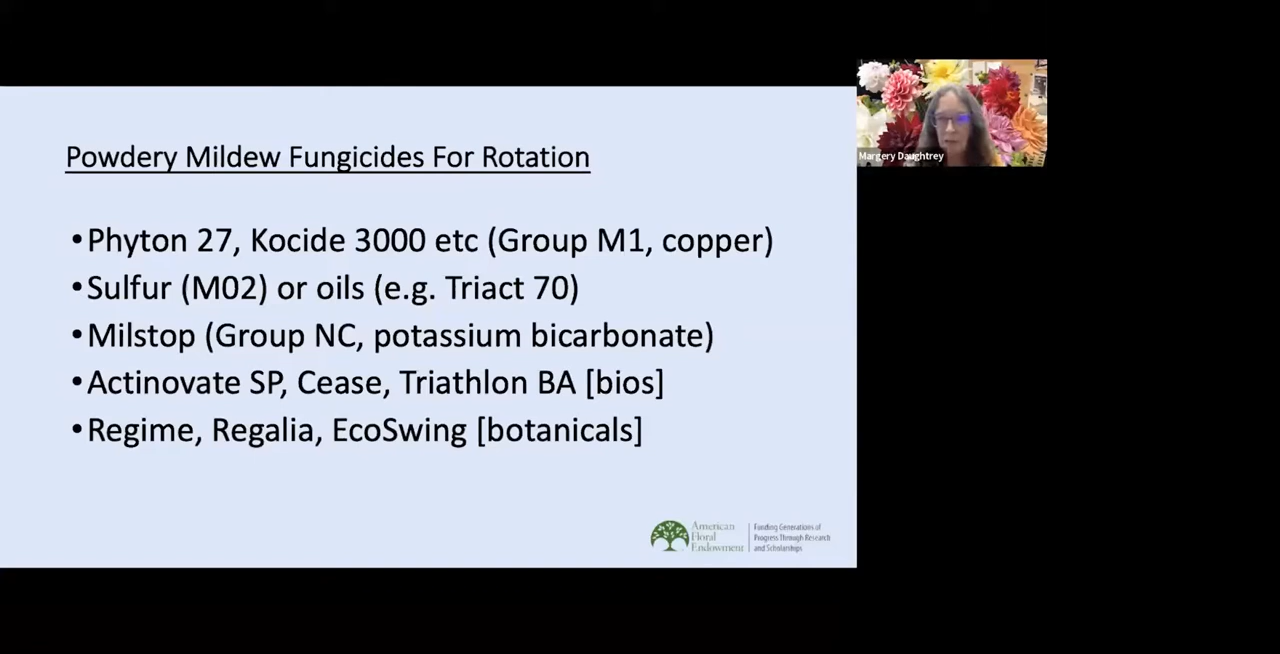 Powdery Mildew Fungicides For Rotation
•Phyton 27, Kocide 3000 etc (Group M1, copper)
•Sulfur (M02) or oils (e.g. Triact 70)
•Milstop (Group NC, potassium bicarbonate)
•Actinovate SP, Cease, Triathlon BA [bios]
•Regime, Regalia, EcoSwing [botanicals]
American
Floral
Endowment
Funding Generations of
Progress Through Research
and Scholarships
Margery Daughtrey